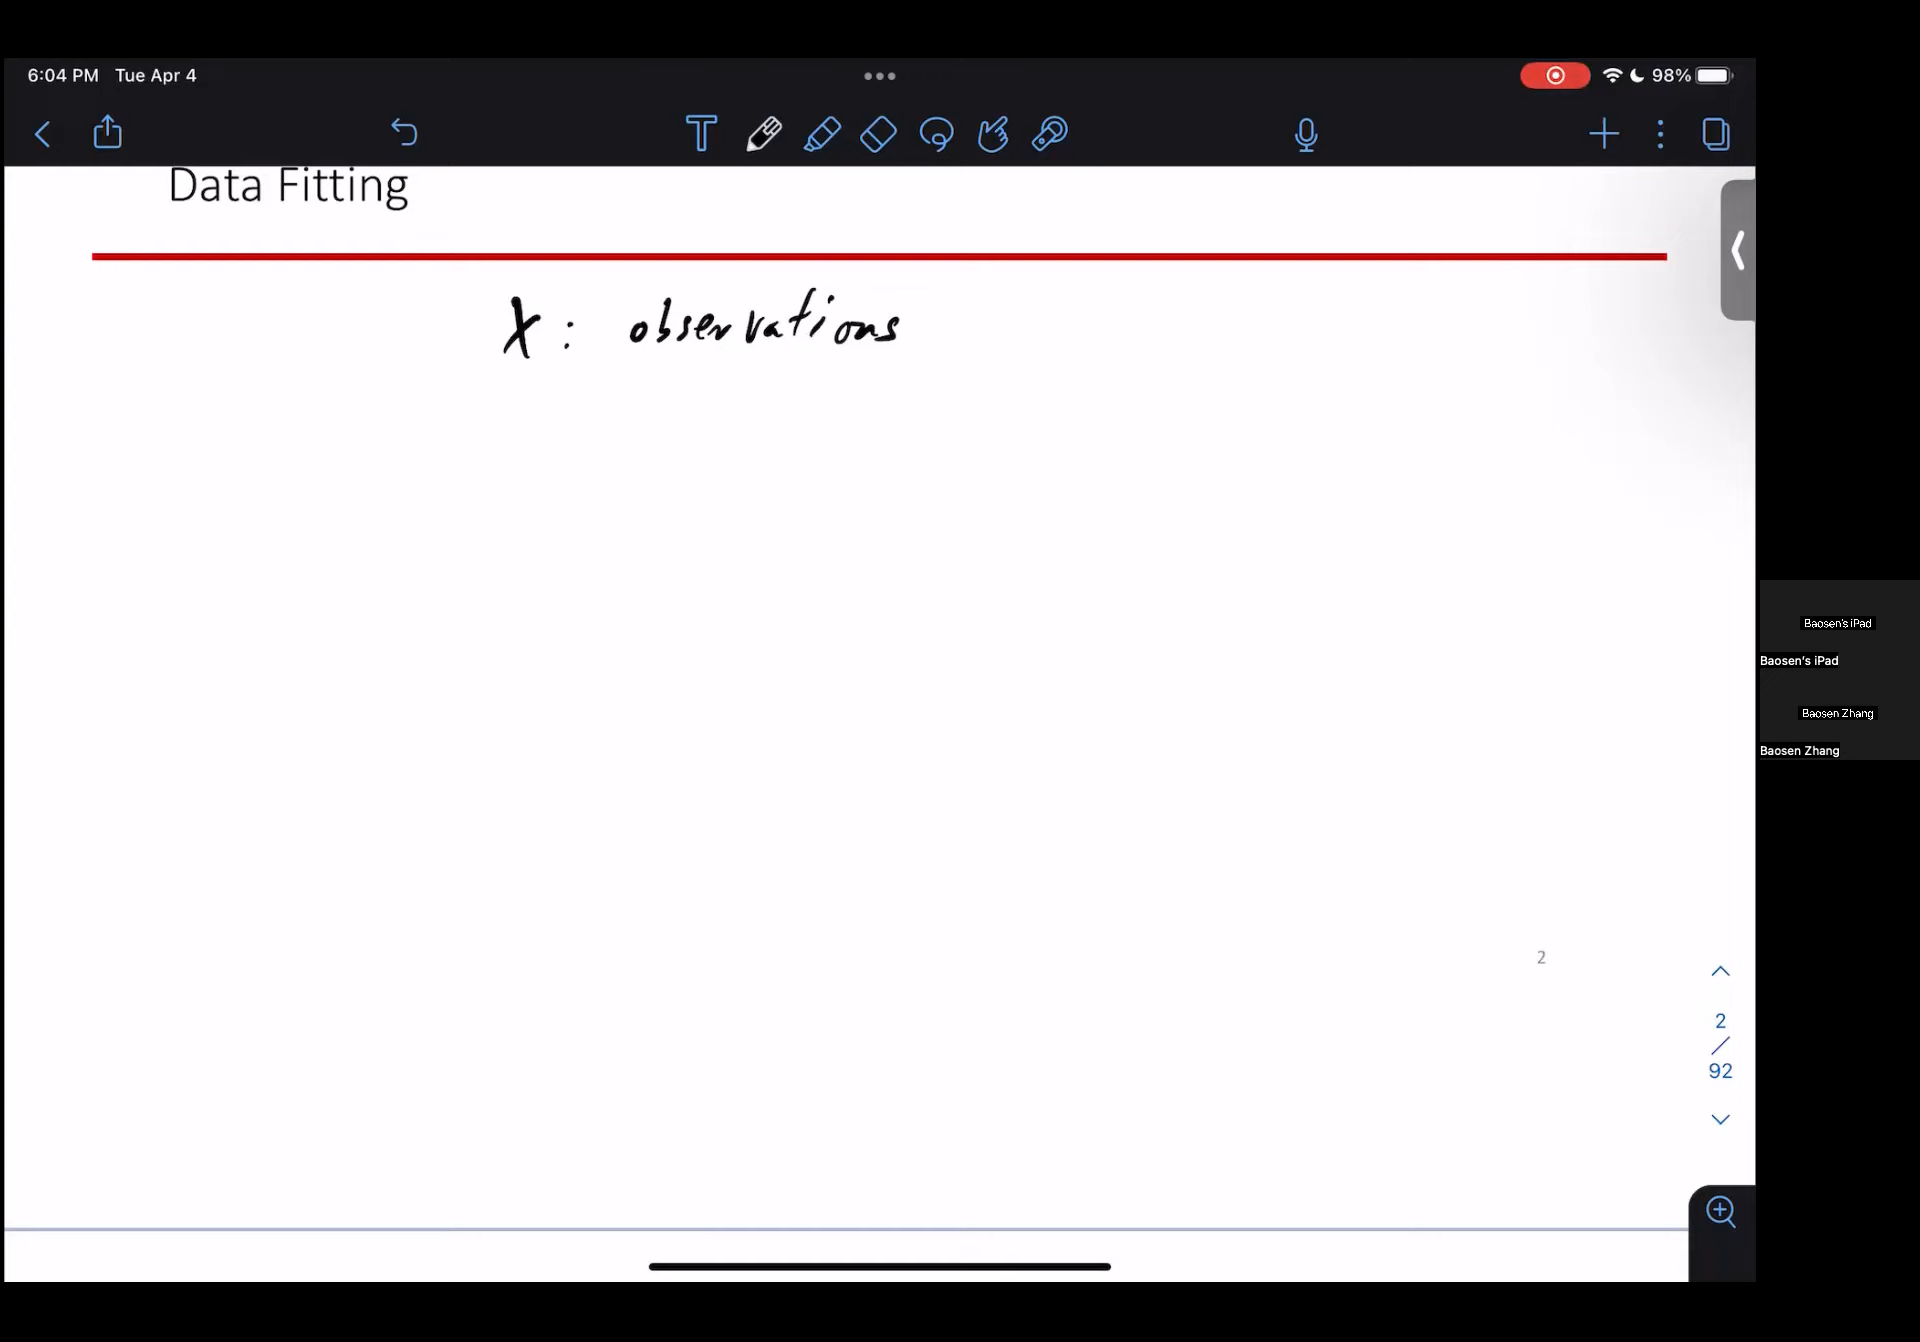 6:04 PM Tue Apr 4
98%
Data Fitting
X: observations
Baosen's iPad
Baosen's iPad
Baosen Zhang
Baosen Zhang
2
2
/
92